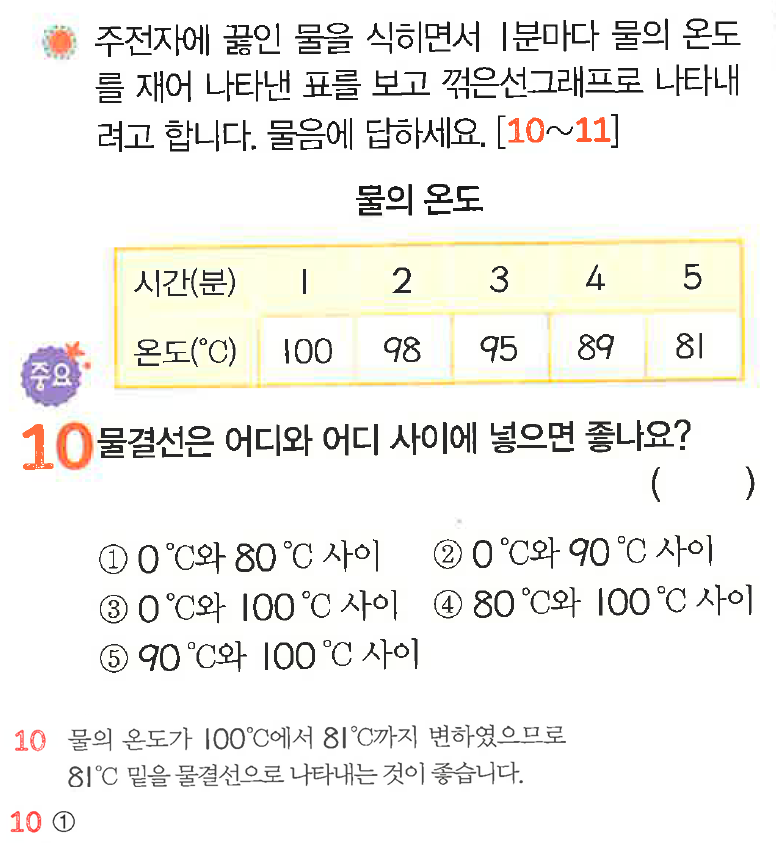 주전자에 끓인 물을 식히면서 1분마다 물의 온도
를 재어 나타낸 표를 보고 꺾은선그래프로 나타내
려고 합니다. 물음에 답하세요. [10~11]
물의 온도
시간(분) 1 2 3 4 5
온도(℃) 100 98 95 89 81
중요
10 물결선은 어디와 어디 사이에 넣으면 좋나요?
( )
① 0 ℃와 80 ℃ 사이 ② 0 ℃와 90 ℃ 사이
③ 0 ℃와 100 ℃ 사이 ④ 80 ℃와 100 ℃ 사이
⑤ 90 ℃와 100 ℃ 사이
10 물의 온도가 100℃에서 81℃까지 변하였으므로
81℃ 밑을 물결선으로 나타내는 것이 좋습니다.
10 ①